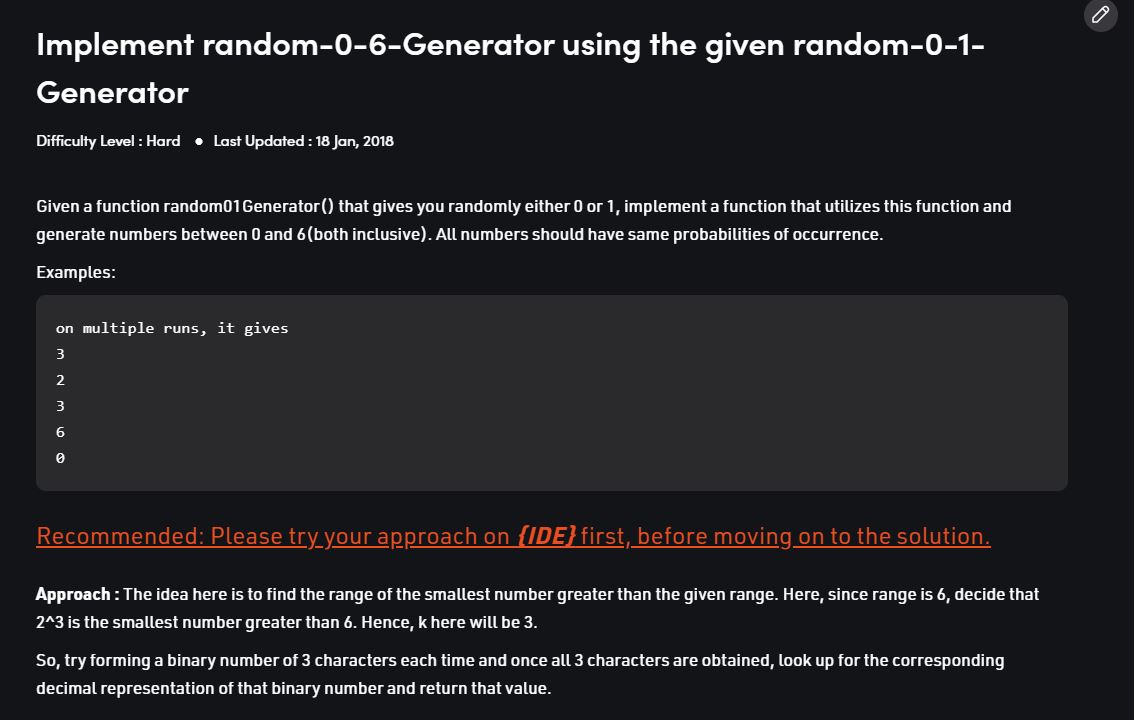 Implement random-0-6-Generator using the given random-0-1-
Generator
Difficulty Level : Hard ● Last Updated : 18 Jan, 2018
Given a function random01Generator() that gives you randomly either 0 or 1, implement a function that utilizes this function and
generate numbers between 0 and 6(both inclusive). All numbers should have same probabilities of occurrence.
Examples:
on multiple runs, it gives
3
2
3
6
0
Recommended: Please try your approach on {IDE} first, before moving on to the solution.
Approach : The idea here is to find the range of the smallest number greater than the given range. Here, since range is 6, decide that
2^3 is the smallest number greater than 6. Hence, k here will be 3.
So, try forming a binary number of 3 characters each time and once all 3 characters are obtained, look up for the corresponding
decimal representation of that binary number and return that value.